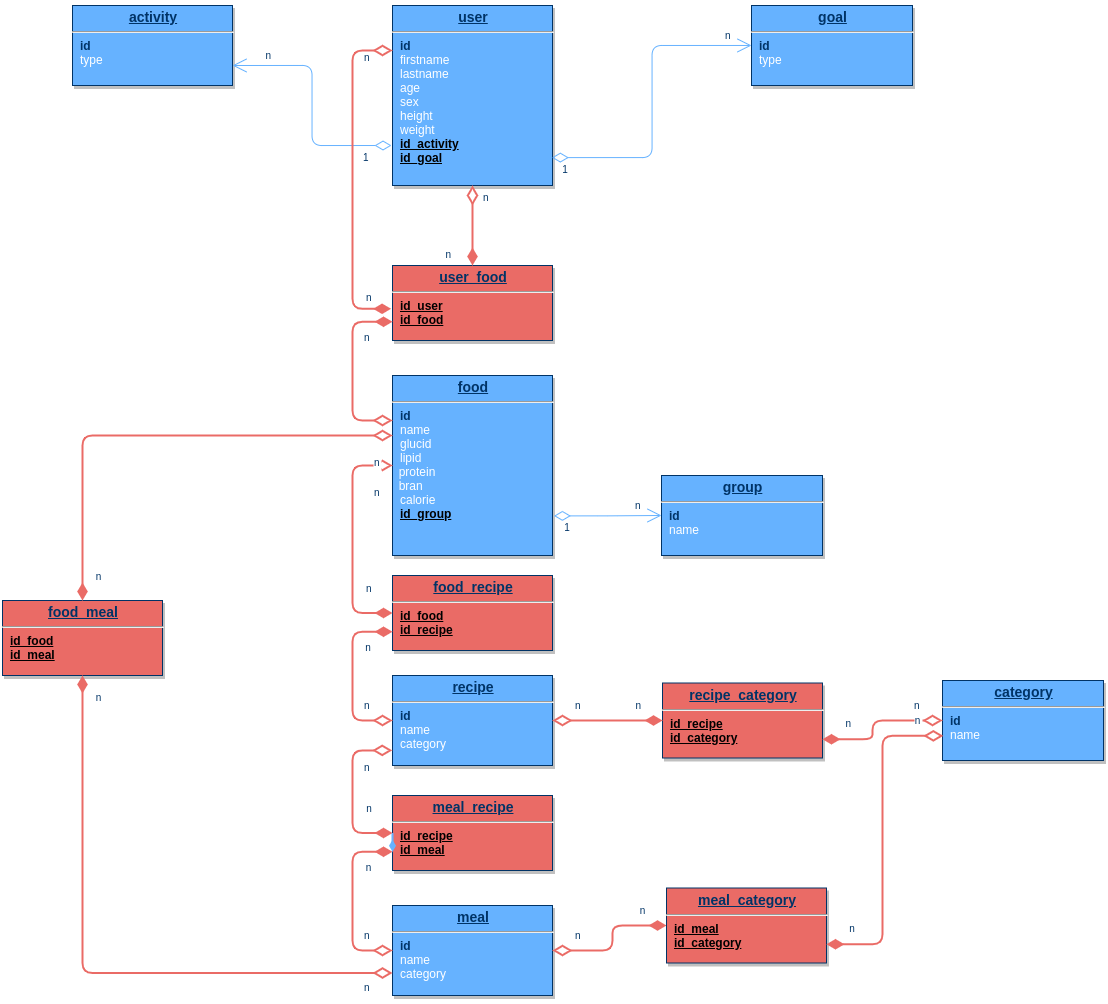 activity
id
type
n
user
id
firstname
lastname
age
sex
height
weight
id_activity
id_goal
n
1
goal
id
type
n
1
n
n
user_food
id_user
id_food
n
n
food
id
name
glucid
lipid
protein
bran
calorie
id_group
n
n
1
n
group
id
name
food_meal
id_food
id_meal
n
n
food_recipe
id_food
id_recipe
n
n
recipe
id
name
category
n
n
n
n
recipe_category
id_recipe
id_category
n
n
n
category
id
name
meal_recipe
id_recipe
id_meal
n
n
meal
id
name
category
n
n
n
n
meal_category
id_meal
id_category
n